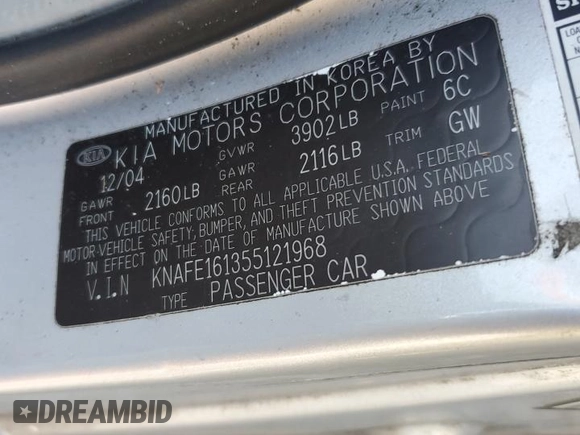 MANUFACTURED IN KOREA BY
KIA KIA MOTORS CORPORATION
12/04 GVWR 3902LB PAINT 6C
GAWR FRONT 2160LB GAWR REAR 2116LB TRIM GW
THIS VEHICLE CONFORMS TO ALL APPLICABLE U.S.A. FEDERAL
MOTOR-VEHICLE SAFETY, BUMPER, AND THEFT PREVENTION STANDARDS
IN EFFECT ON THE DATE OF MANUFACTURE SHOWN ABOVE
V.I.N KNAFE161355121968
TYPE PASSENGER CAR
DREAMBID